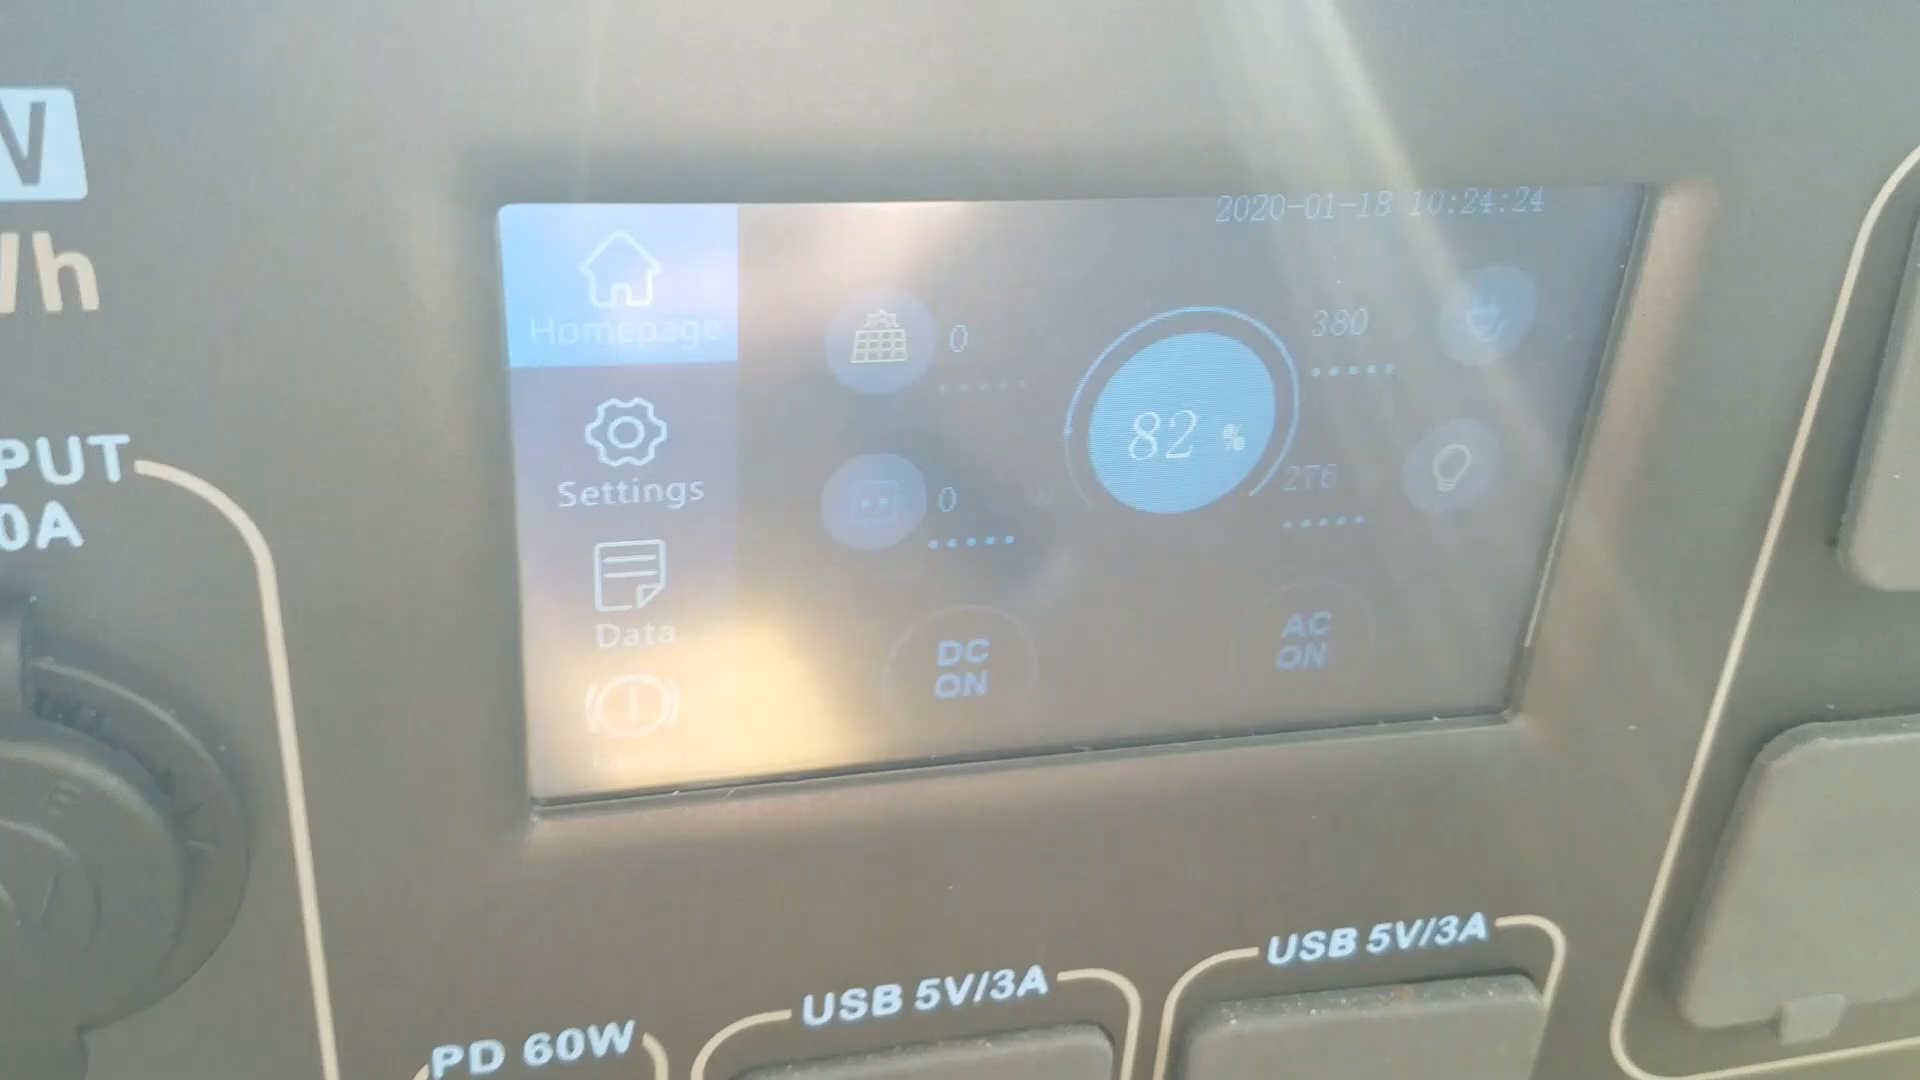 2020-01-18 10:24:24
Homepage
0
380
82 %
Settings
0
276
Data
DC
ON
AC
ON
PUT
0A
USB 5V/3A
USB 5V/3A
PD 60W